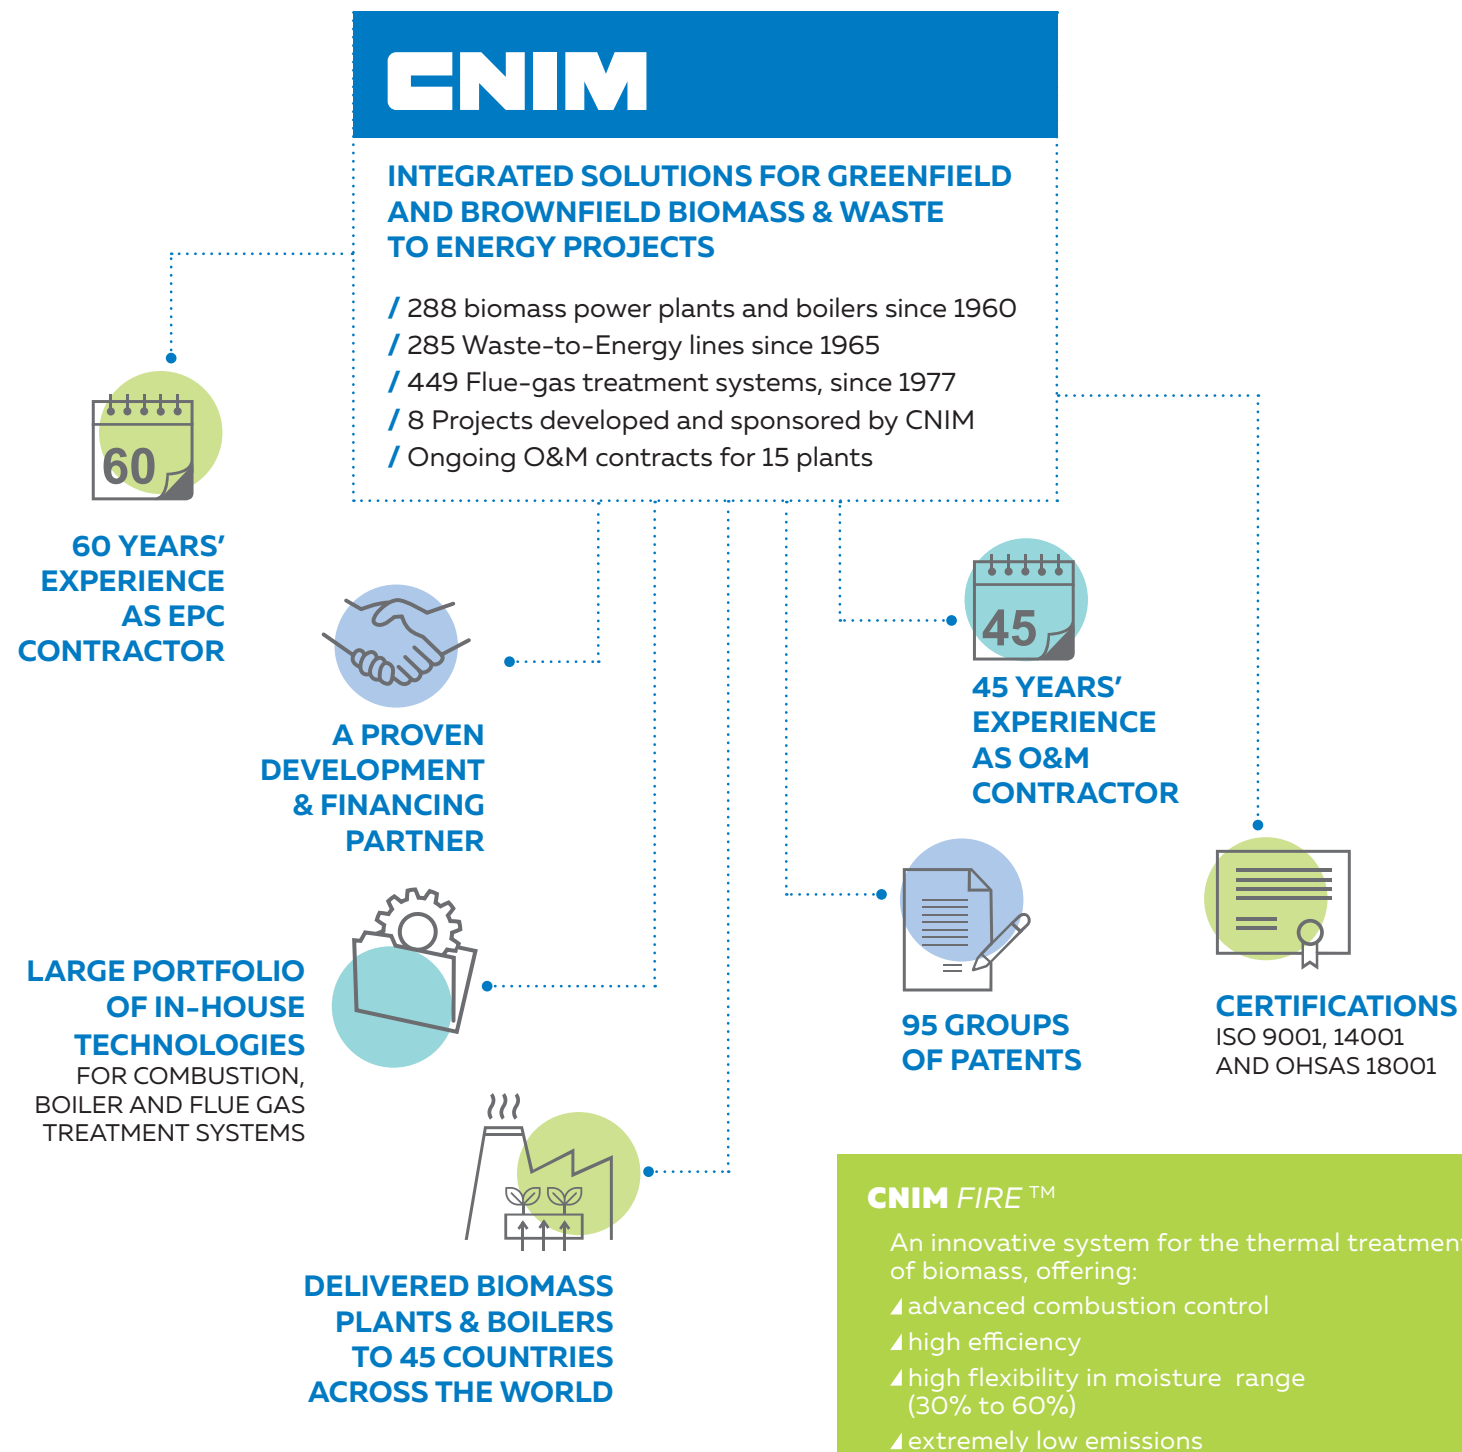 CNIM
INTEGRATED SOLUTIONS FOR GREENFIELD
AND BROWNFIELD BIOMASS & WASTE
TO ENERGY PROJECTS
/ 288 biomass power plants and boilers since 1960
/ 285 Waste-to-Energy lines since 1965
/ 449 Flue-gas treatment systems, since 1977
/ 8 Projects developed and sponsored by CNIM
/ Ongoing O&M contracts for 15 plants
60
60 YEARS’
EXPERIENCE
AS EPC
CONTRACTOR
A PROVEN
DEVELOPMENT
& FINANCING
PARTNER
45
45 YEARS’
EXPERIENCE
AS O&M
CONTRACTOR
LARGE PORTFOLIO
OF IN-HOUSE
TECHNOLOGIES
FOR COMBUSTION,
BOILER AND FLUE GAS
TREATMENT SYSTEMS
95 GROUPS
OF PATENTS
CERTIFICATIONS
ISO 9001, 14001
AND OHSAS 18001
DELIVERED BIOMASS
PLANTS & BOILERS
TO 45 COUNTRIES
ACROSS THE WORLD
CNIM FIRE ™
An innovative system for the thermal treatment
of biomass, offering:
advanced combustion control
high efficiency
high flexibility in moisture range
(30% to 60%)
extremely low emissions